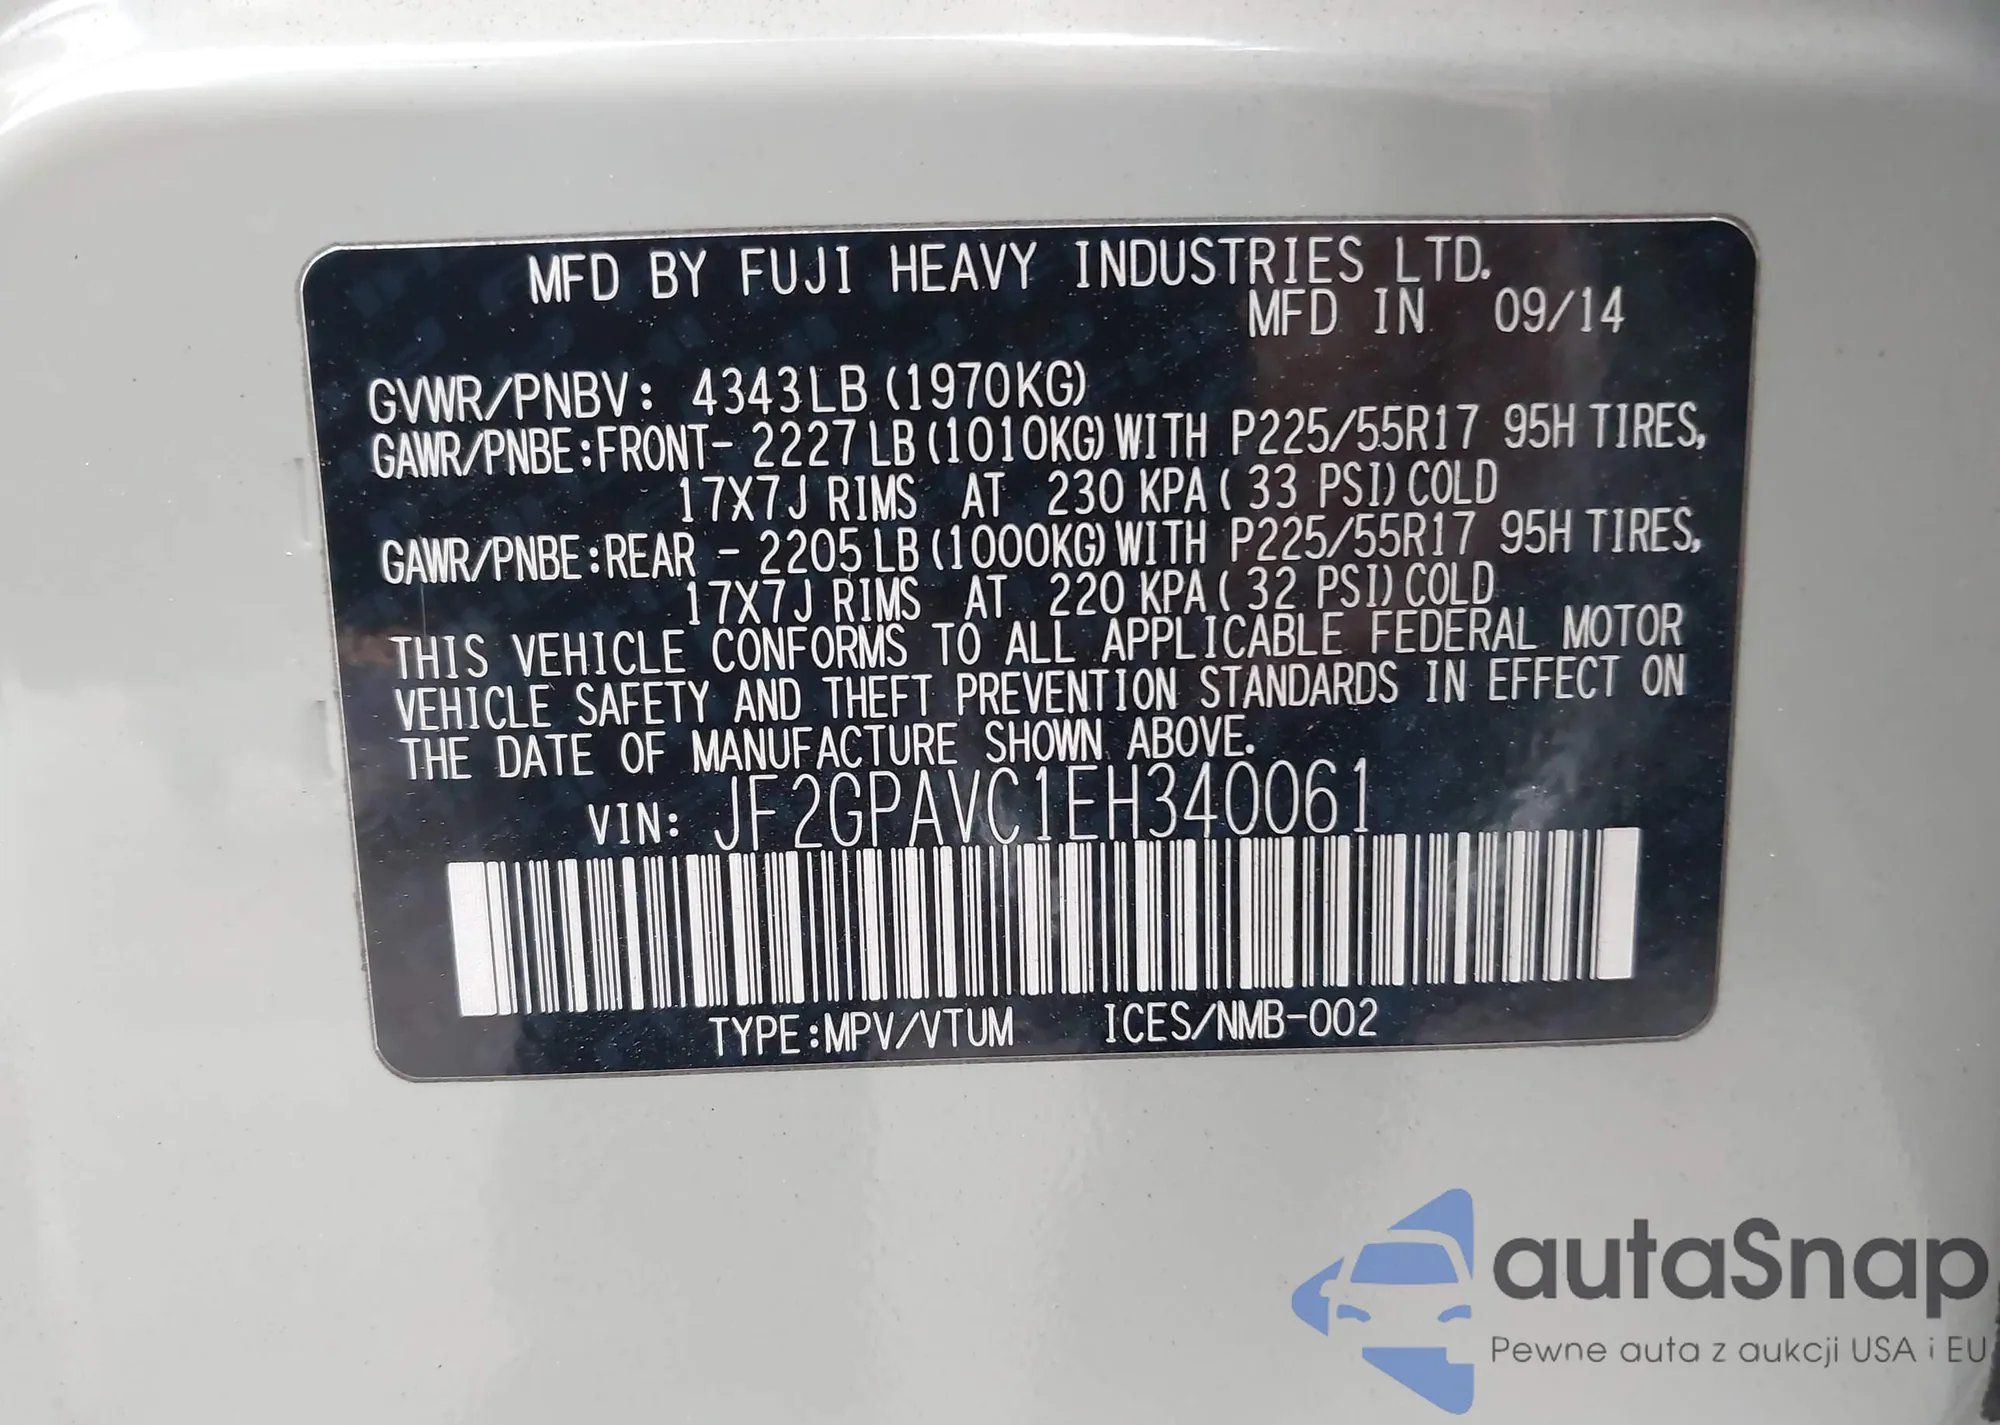 MFD BY FUJI HEAVY INDUSTRIES LTD.
MFD IN 09/14
GVWR/PNBV: 4343LB (1970KG)
GAWR/PNBE:FRONT- 2227 LB (1010KG) WITH P225/55R17 95H TIRES,
17X7J RIMS AT 230 KPA ( 33 PSI) COLD
GAWR/PNBE:REAR - 2205 LB (1000KG) WITH P225/55R17 95H TIRES,
17X7J RIMS AT 220 KPA ( 32 PSI) COLD
THIS VEHICLE CONFORMS TO ALL APPLICABLE FEDERAL MOTOR
VEHICLE SAFETY AND THEFT PREVENTION STANDARDS IN EFFECT ON
THE DATE OF MANUFACTURE SHOWN ABOVE.
VIN: JF2GPAVC1EH340061
TYPE:MPV/VTUM ICES/NMB-002
autaSnap
Pewne auta z aukcji USA i EU